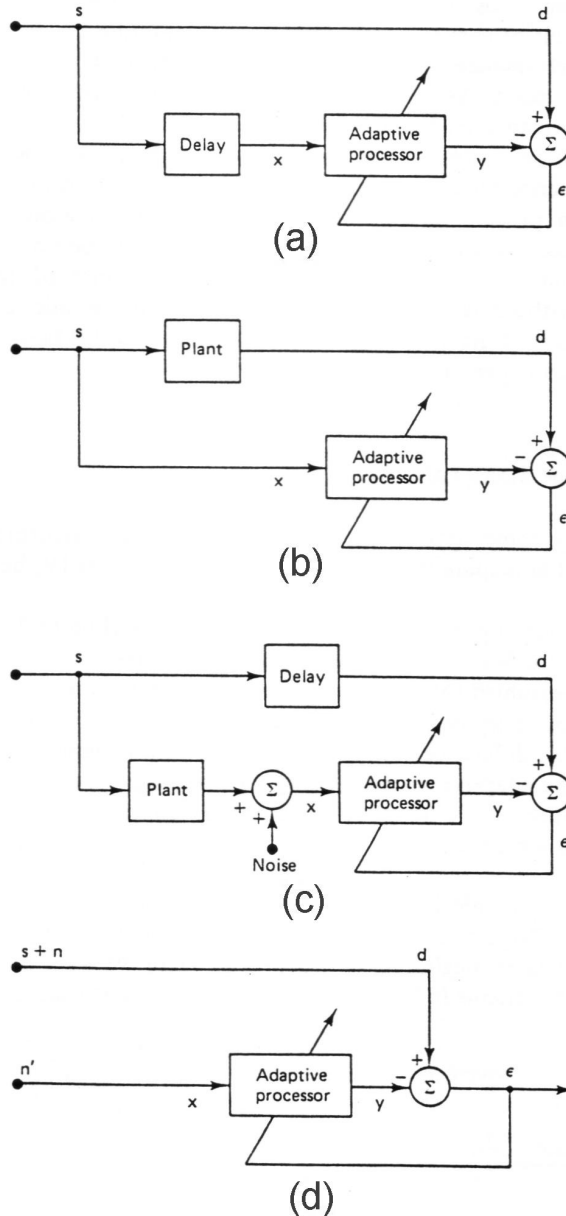 s d
+
Delay x Adaptive processor y - Σ
ε
(a)
s Plant d
+
x Adaptive processor y - Σ
ε
(b)
s Delay d
+
Plant + Σ x Adaptive processor y - Σ
+
ε
Noise
(c)
s + n d
+
n' x Adaptive processor y - Σ ε
(d)